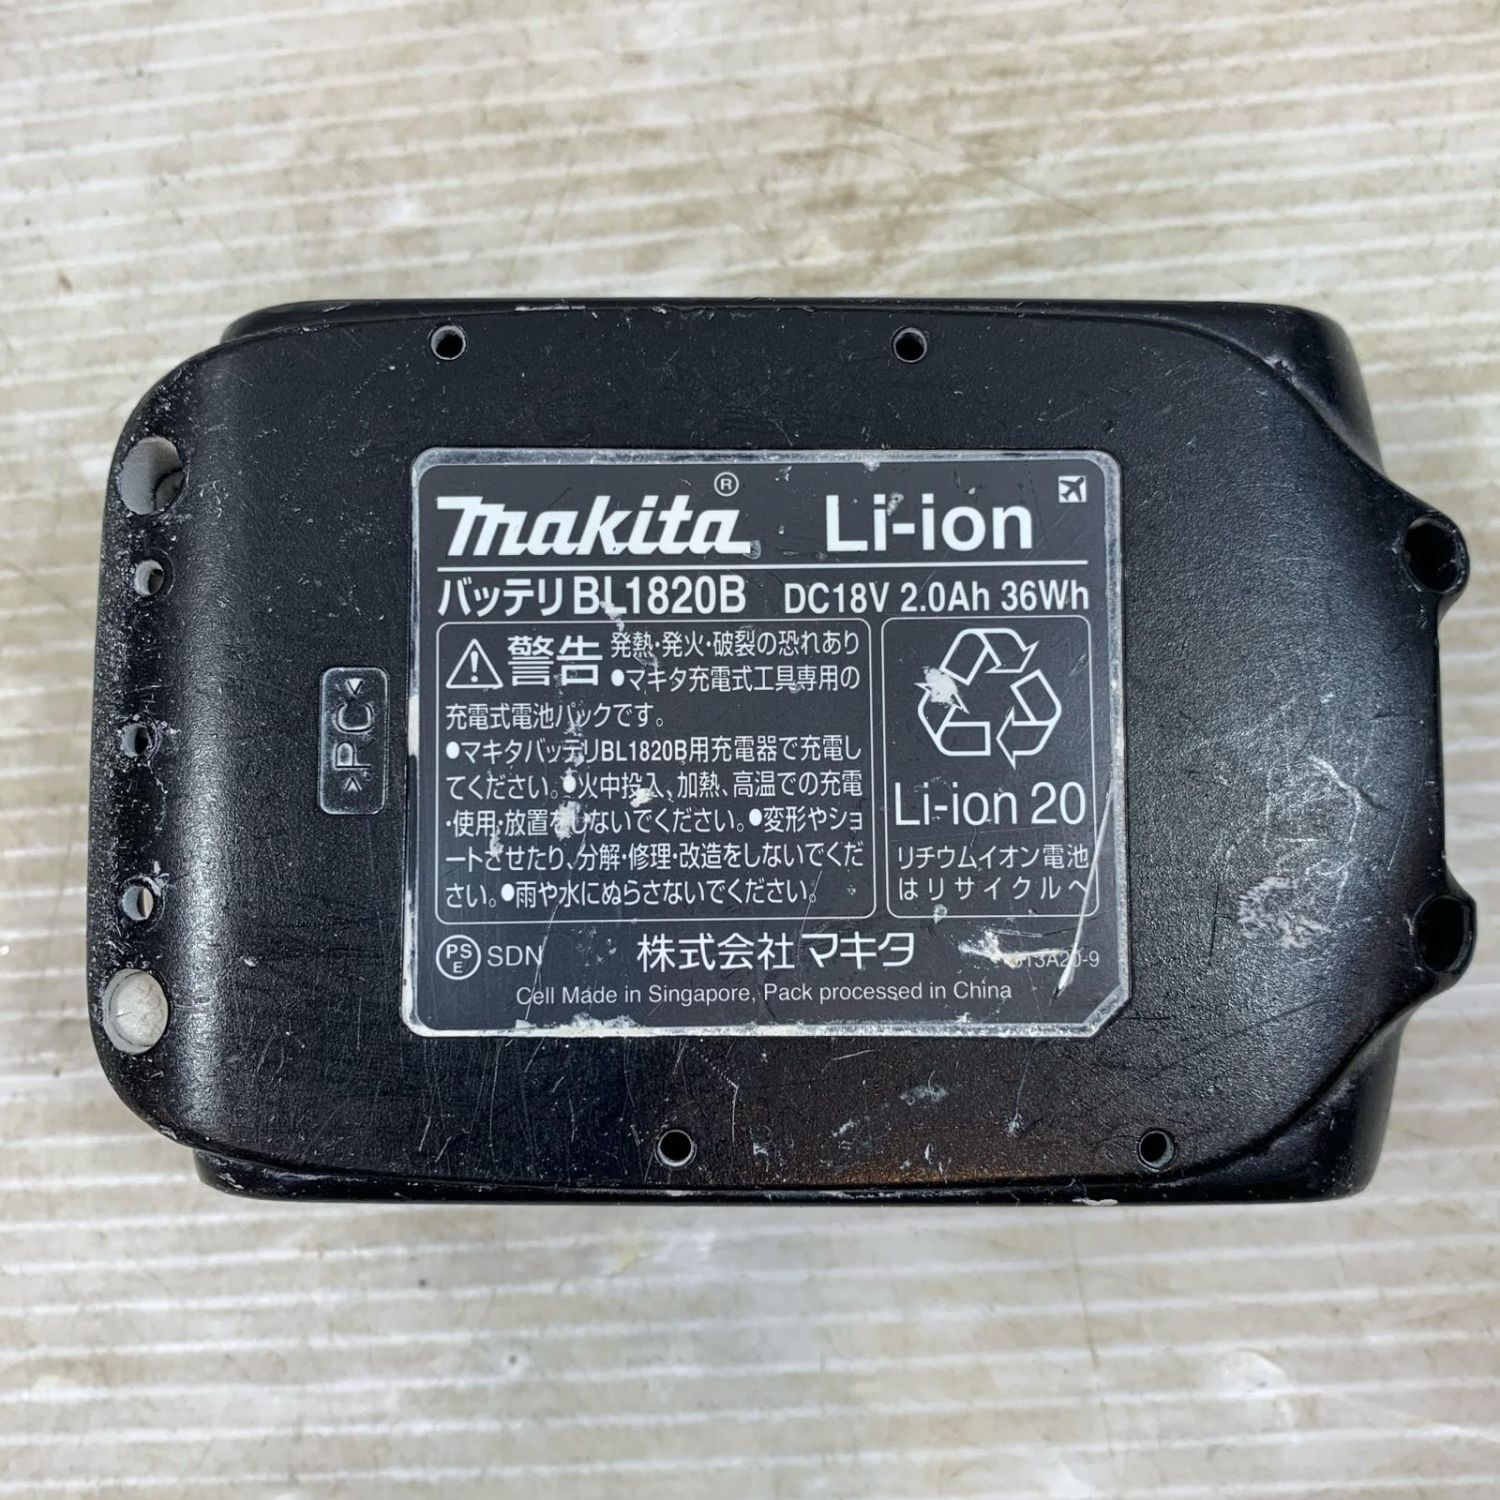 makita® Li-ion
バッテリBL1820B DC18V 2.0Ah 36Wh
警告 発熱・発火・破裂の恐れあり
●マキタ充電式工具専用の
充電式電池パックです。
●マキタバッテリBL1820B用充電器で充電し
てください。●火中投入、加熱、高温での充電
・使用・放置をしないでください。●変形やショ
ートさせたり、分解・修理・改造をしないでくだ
さい。●雨や水にぬらさないでください。
Li-ion 20
リチウムイオン電池
はリサイクルへ
PSE SDN 株式会社マキタ
Cell Made in Singapore, Pack processed in China
>PC<